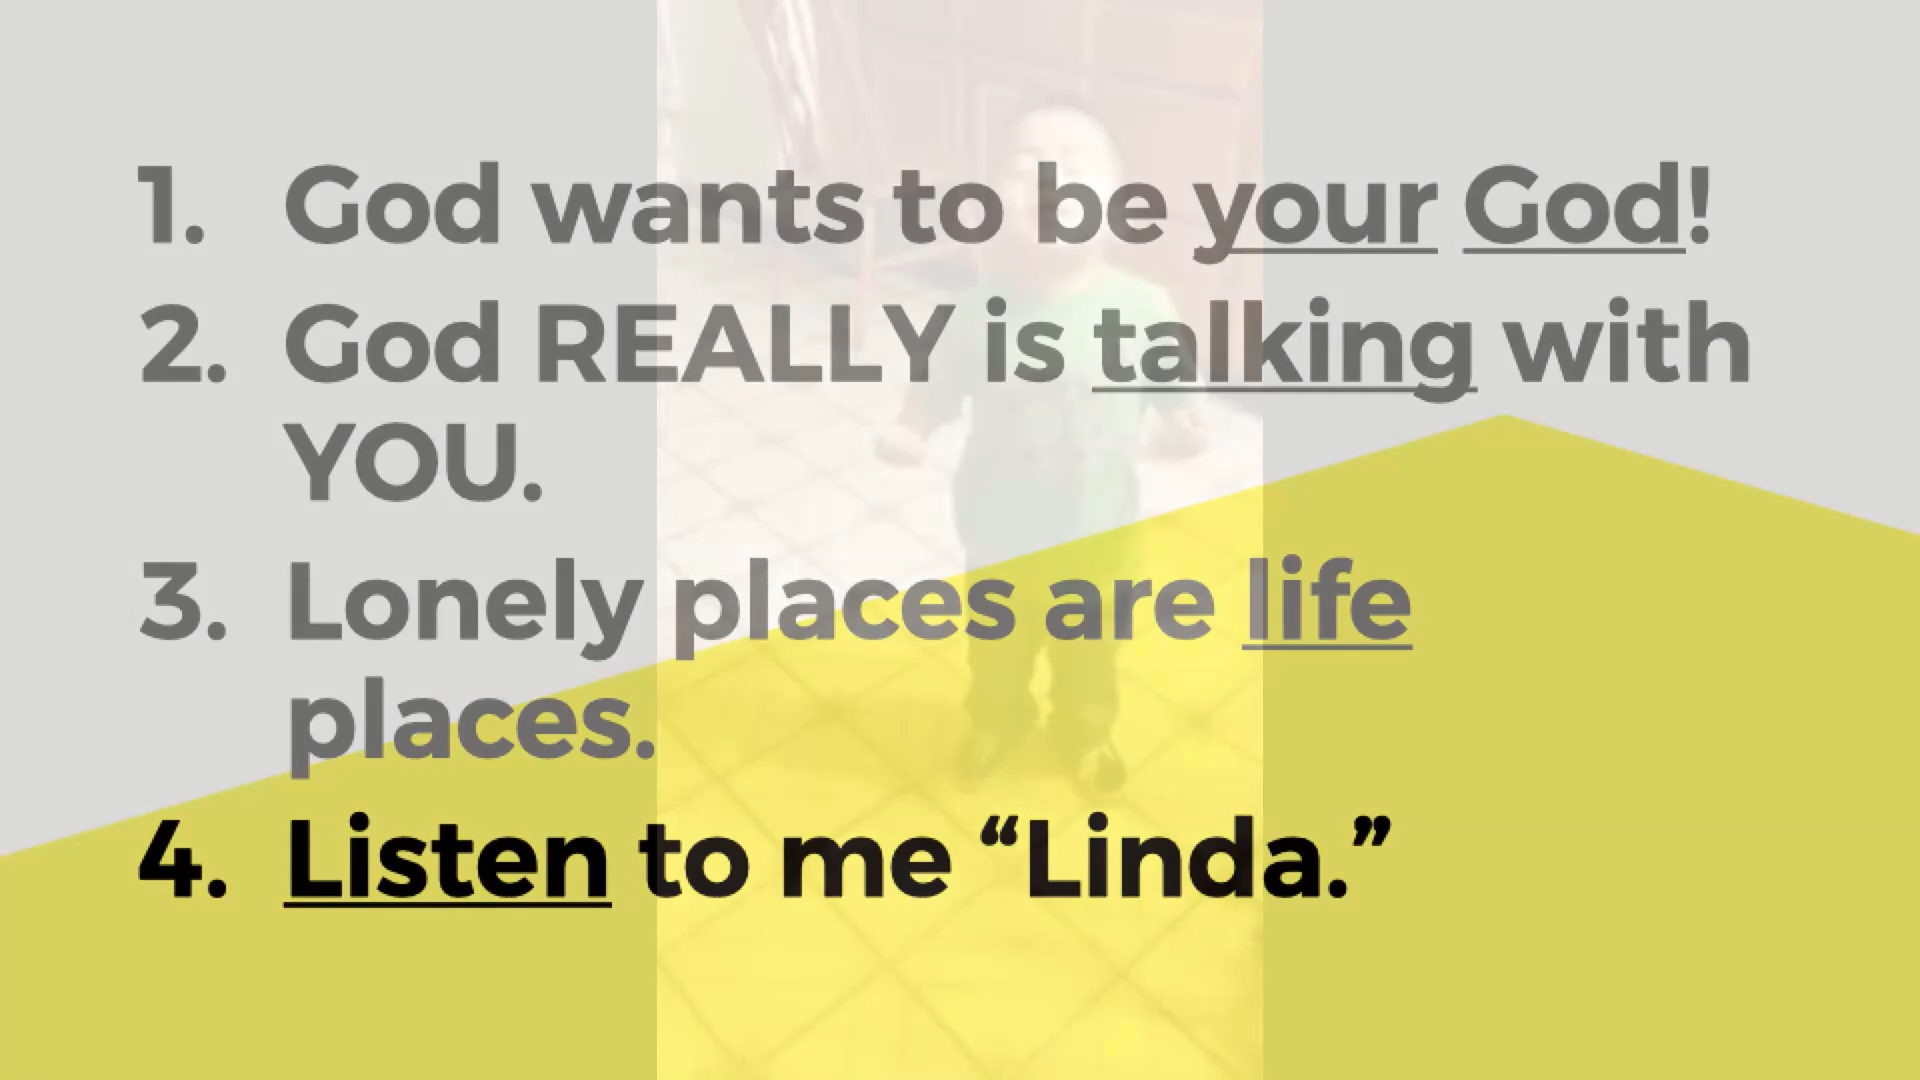 1. God wants to be your God!
2. God REALLY is talking with
YOU.
3. Lonely places are life
places.
4. Listen to me “Linda.”